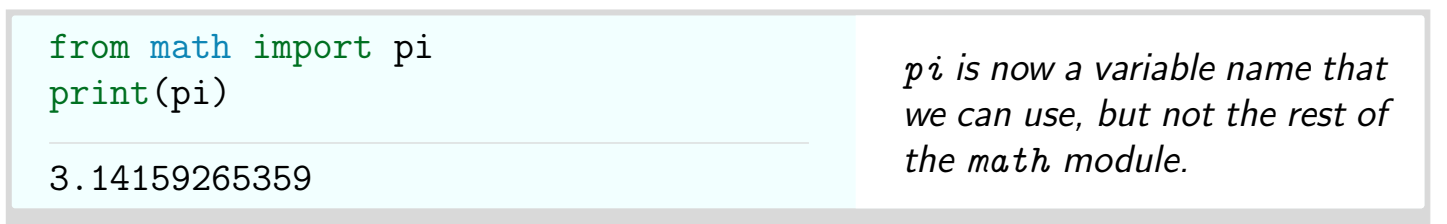 from math import pi
print(pi)
3.14159265359
pi is now a variable name that
we can use, but not the rest of
the math module.